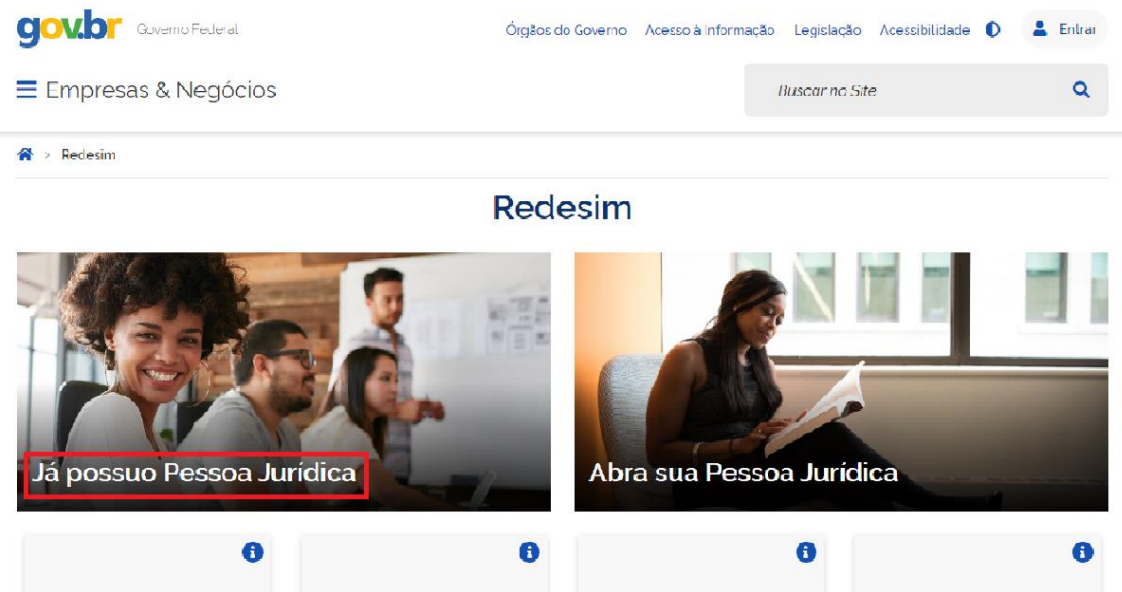 gov.br Governo Federal Órgãos do Governo Acesso à Informação Legislação Acessibilidade Entrar
Empresas & Negócios Buscar no Site
> Redesim
Redesim
Já possuo Pessoa Jurídica Abra sua Pessoa Jurídica